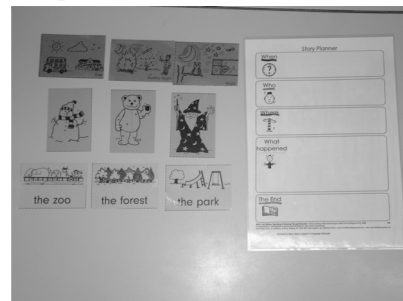 the zoo
the forest
the park
Story Planner
When
Who
Where
What
happened
The End